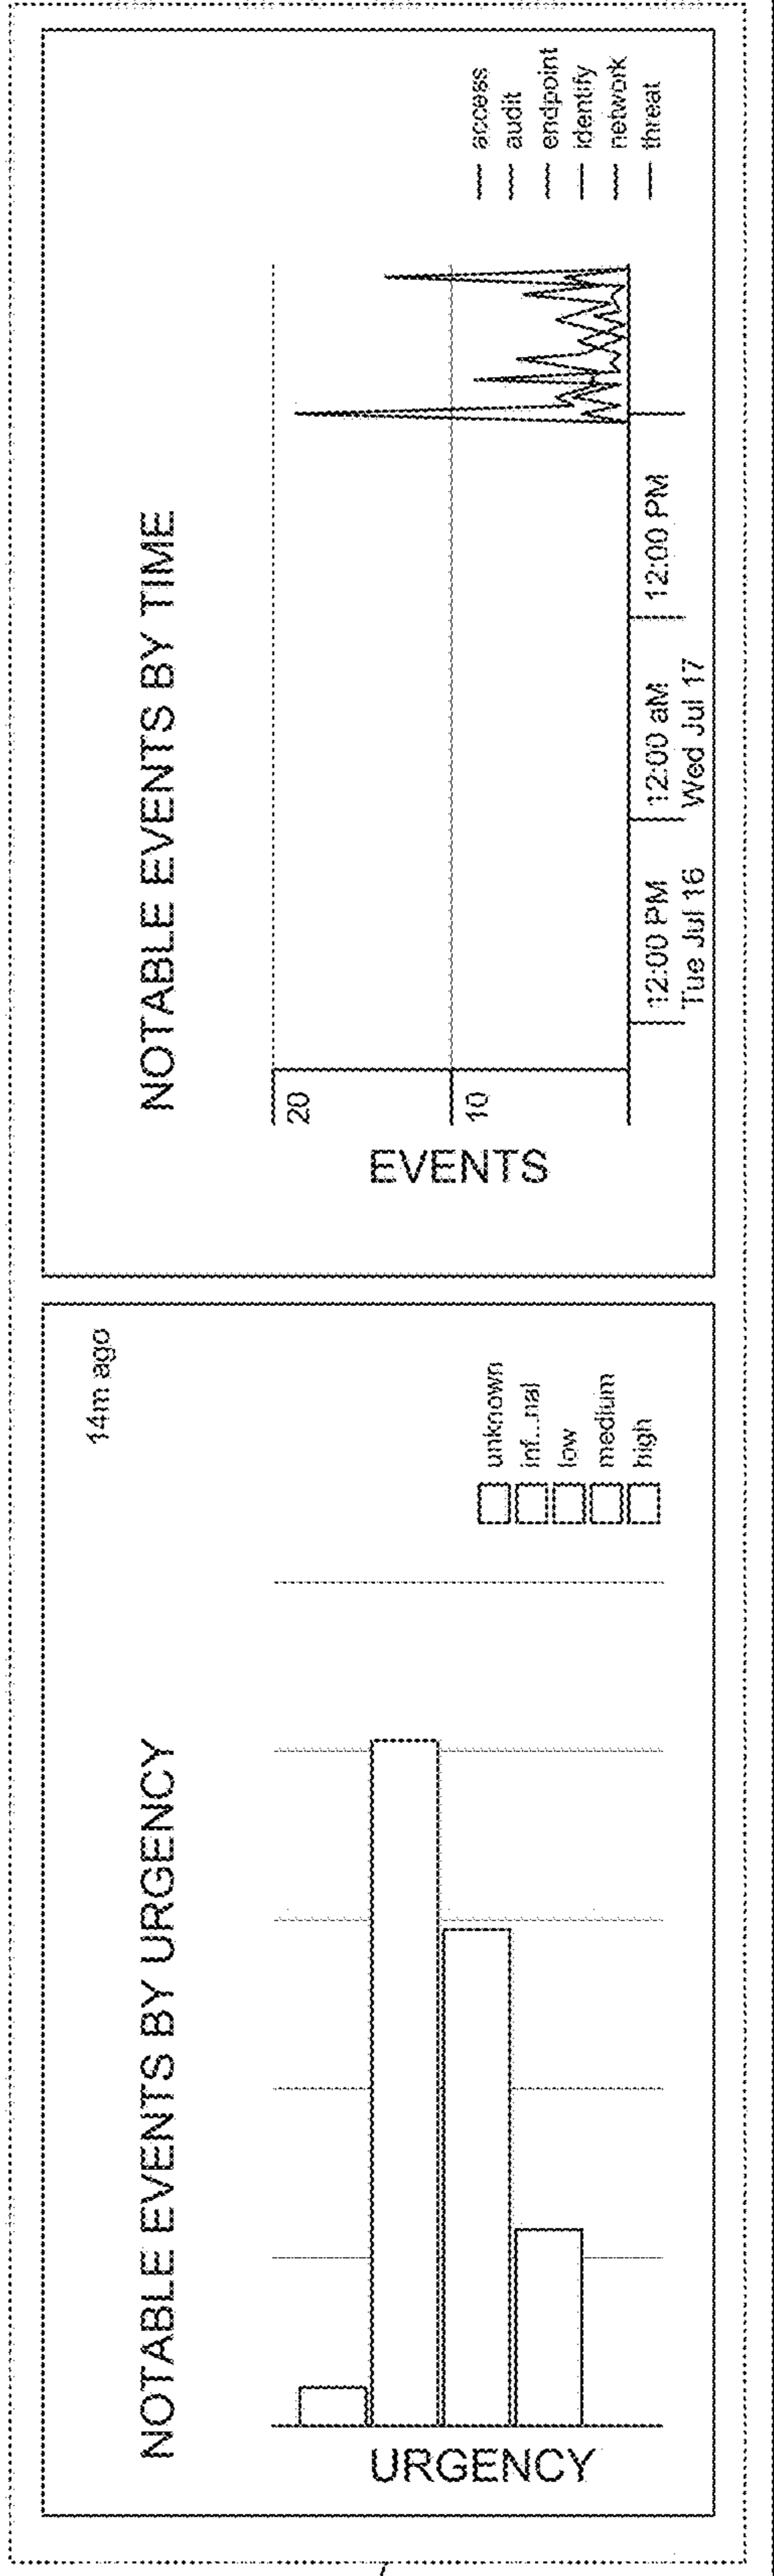 NOTABLE EVENTS BY URGENCY
14m ago
URGENCY
unknown
inf...nal
low
medium
high
NOTABLE EVENTS BY TIME
EVENTS
20
10
12:00 PM
Tue Jul 16
12:00 aM
Wed Jul 17
12:00 PM
access
audit
endpoint
identify
network
threat